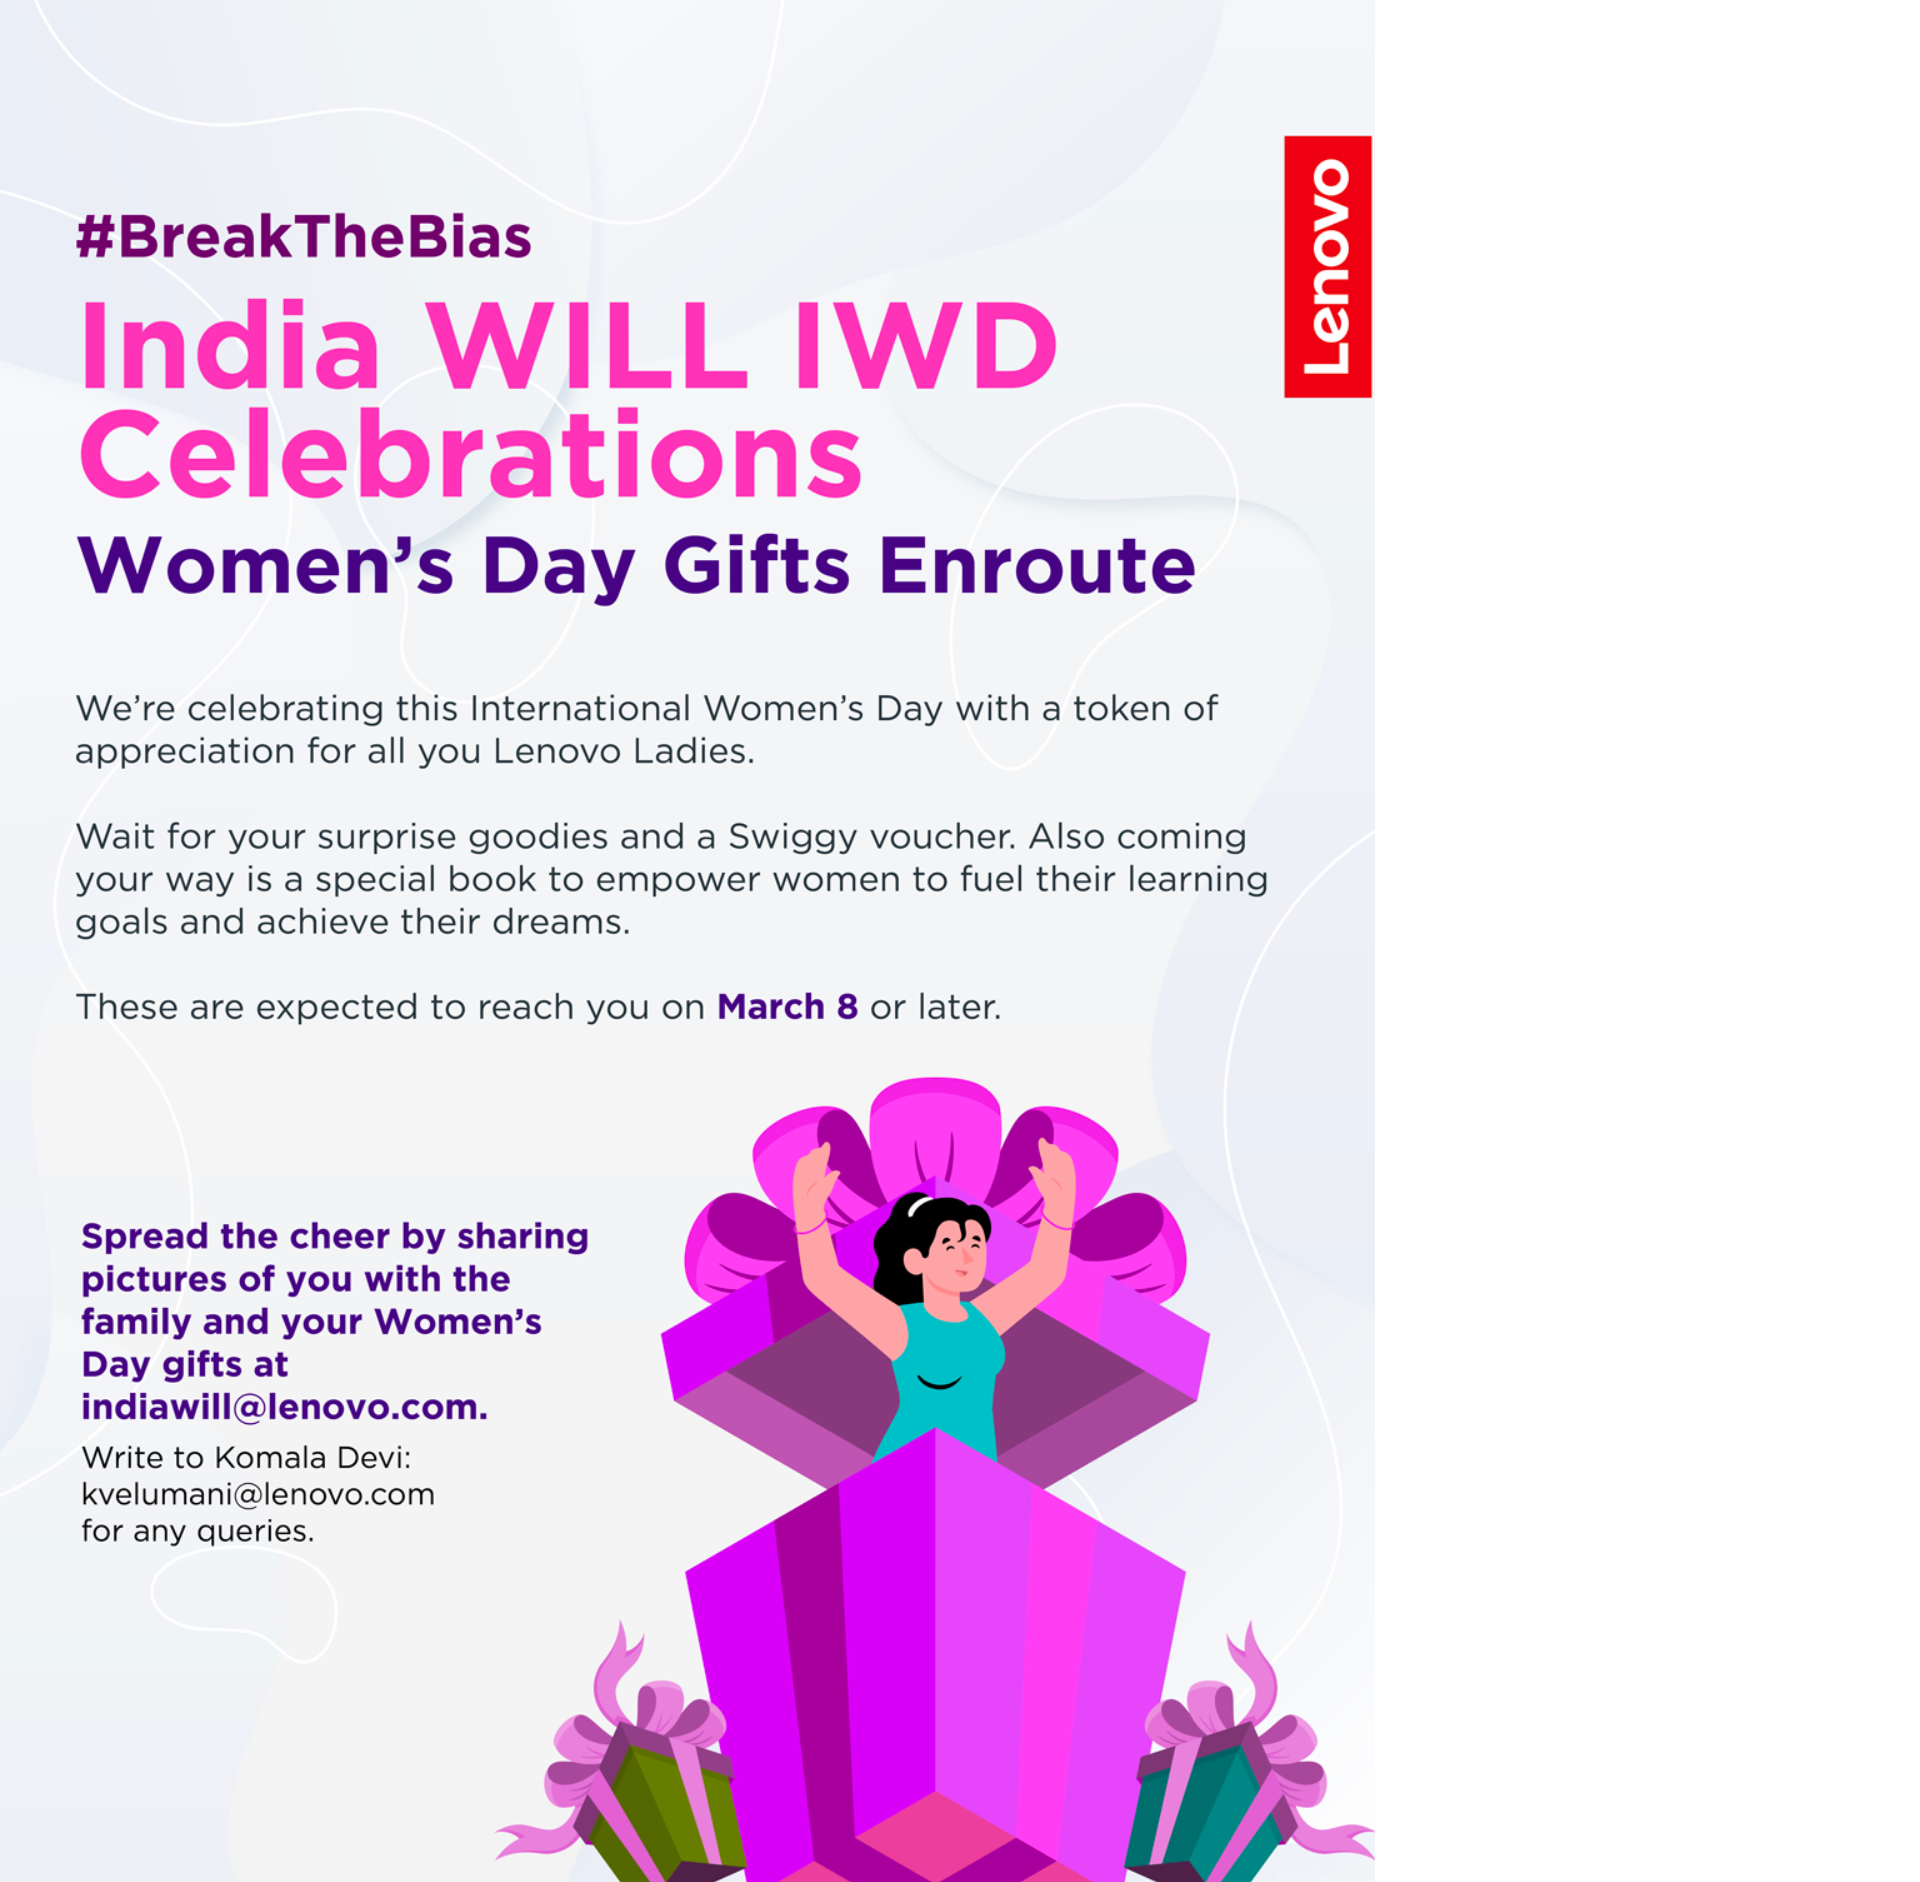 #BreakTheBias
Lenovo
India WILL IWD
Celebrations
Women’s Day Gifts Enroute
We’re celebrating this International Women’s Day with a token of
appreciation for all you Lenovo Ladies.
Wait for your surprise goodies and a Swiggy voucher. Also coming
your way is a special book to empower women to fuel their learning
goals and achieve their dreams.
These are expected to reach you on March 8 or later.
Spread the cheer by sharing
pictures of you with the
family and your Women’s
Day gifts at
indiawill@lenovo.com.
Write to Komala Devi:
kvelumani@lenovo.com
for any queries.